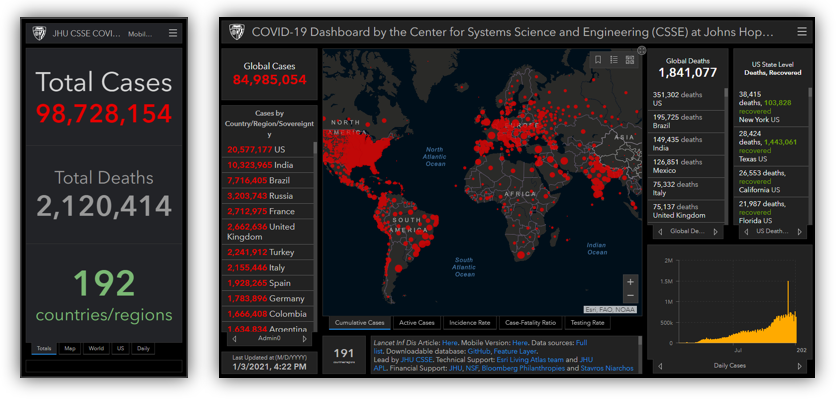 JHU CSSE COVI... Mobil...
Total Cases
98,728,154
Total Deaths
2,120,414
192
countries/regions
Totals Map World US Daily
COVID-19 Dashboard by the Center for Systems Science and Engineering (CSSE) at Johns Hop...
Global Cases
84,985,054
Cases by
Country/Region/Sovereignt
y
20,577,177 US
10,323,965 India
7,716,405 Brazil
3,203,743 Russia
2,712,975 France
2,662,636 United
Kingdom
2,241,912 Turkey
2,155,446 Italy
1,928,265 Spain
1,783,896 Germany
1,666,408 Colombia
1,634,834 Argentina
Admin0
Last Updated at (M/D/YYYY)
1/3/2021, 4:22 PM
NORTH
AMERICA
EUROPE
ASIA
North
Atlantic
Ocean
AFRICA
SOUTH
AMERICA
Indian
Ocean
South
Atlantic
Ocean
+
−
Esri, FAO, NOAA
Cumulative Cases Active Cases Incidence Rate Case-Fatality Ratio Testing Rate
191
countries/regions
Lancet Inf Dis Article: Here. Mobile Version: Here. Data sources: Full
list. Downloadable database: GitHub, Feature Layer.
Lead by JHU CSSE. Technical Support: Esri Living Atlas team and JHU
APL. Financial Support: JHU, NSF, Bloomberg Philanthropies and Stavros Niarchos
Global Deaths
1,841,077
351,302 deaths
US
195,725 deaths
Brazil
149,435 deaths
India
126,851 deaths
Mexico
75,332 deaths
Italy
75,137 deaths
United Kingdom
Global De...
US State Level
Deaths, Recovered
38,415
deaths, 103,828
recovered
New York US
28,424
deaths, 1,443,061
recovered
Texas US
26,553 deaths,
recovered
California US
21,987 deaths,
recovered
Florida US
US Death...
2M
1.5M
1M
500k
0
Jul 202
Daily Cases